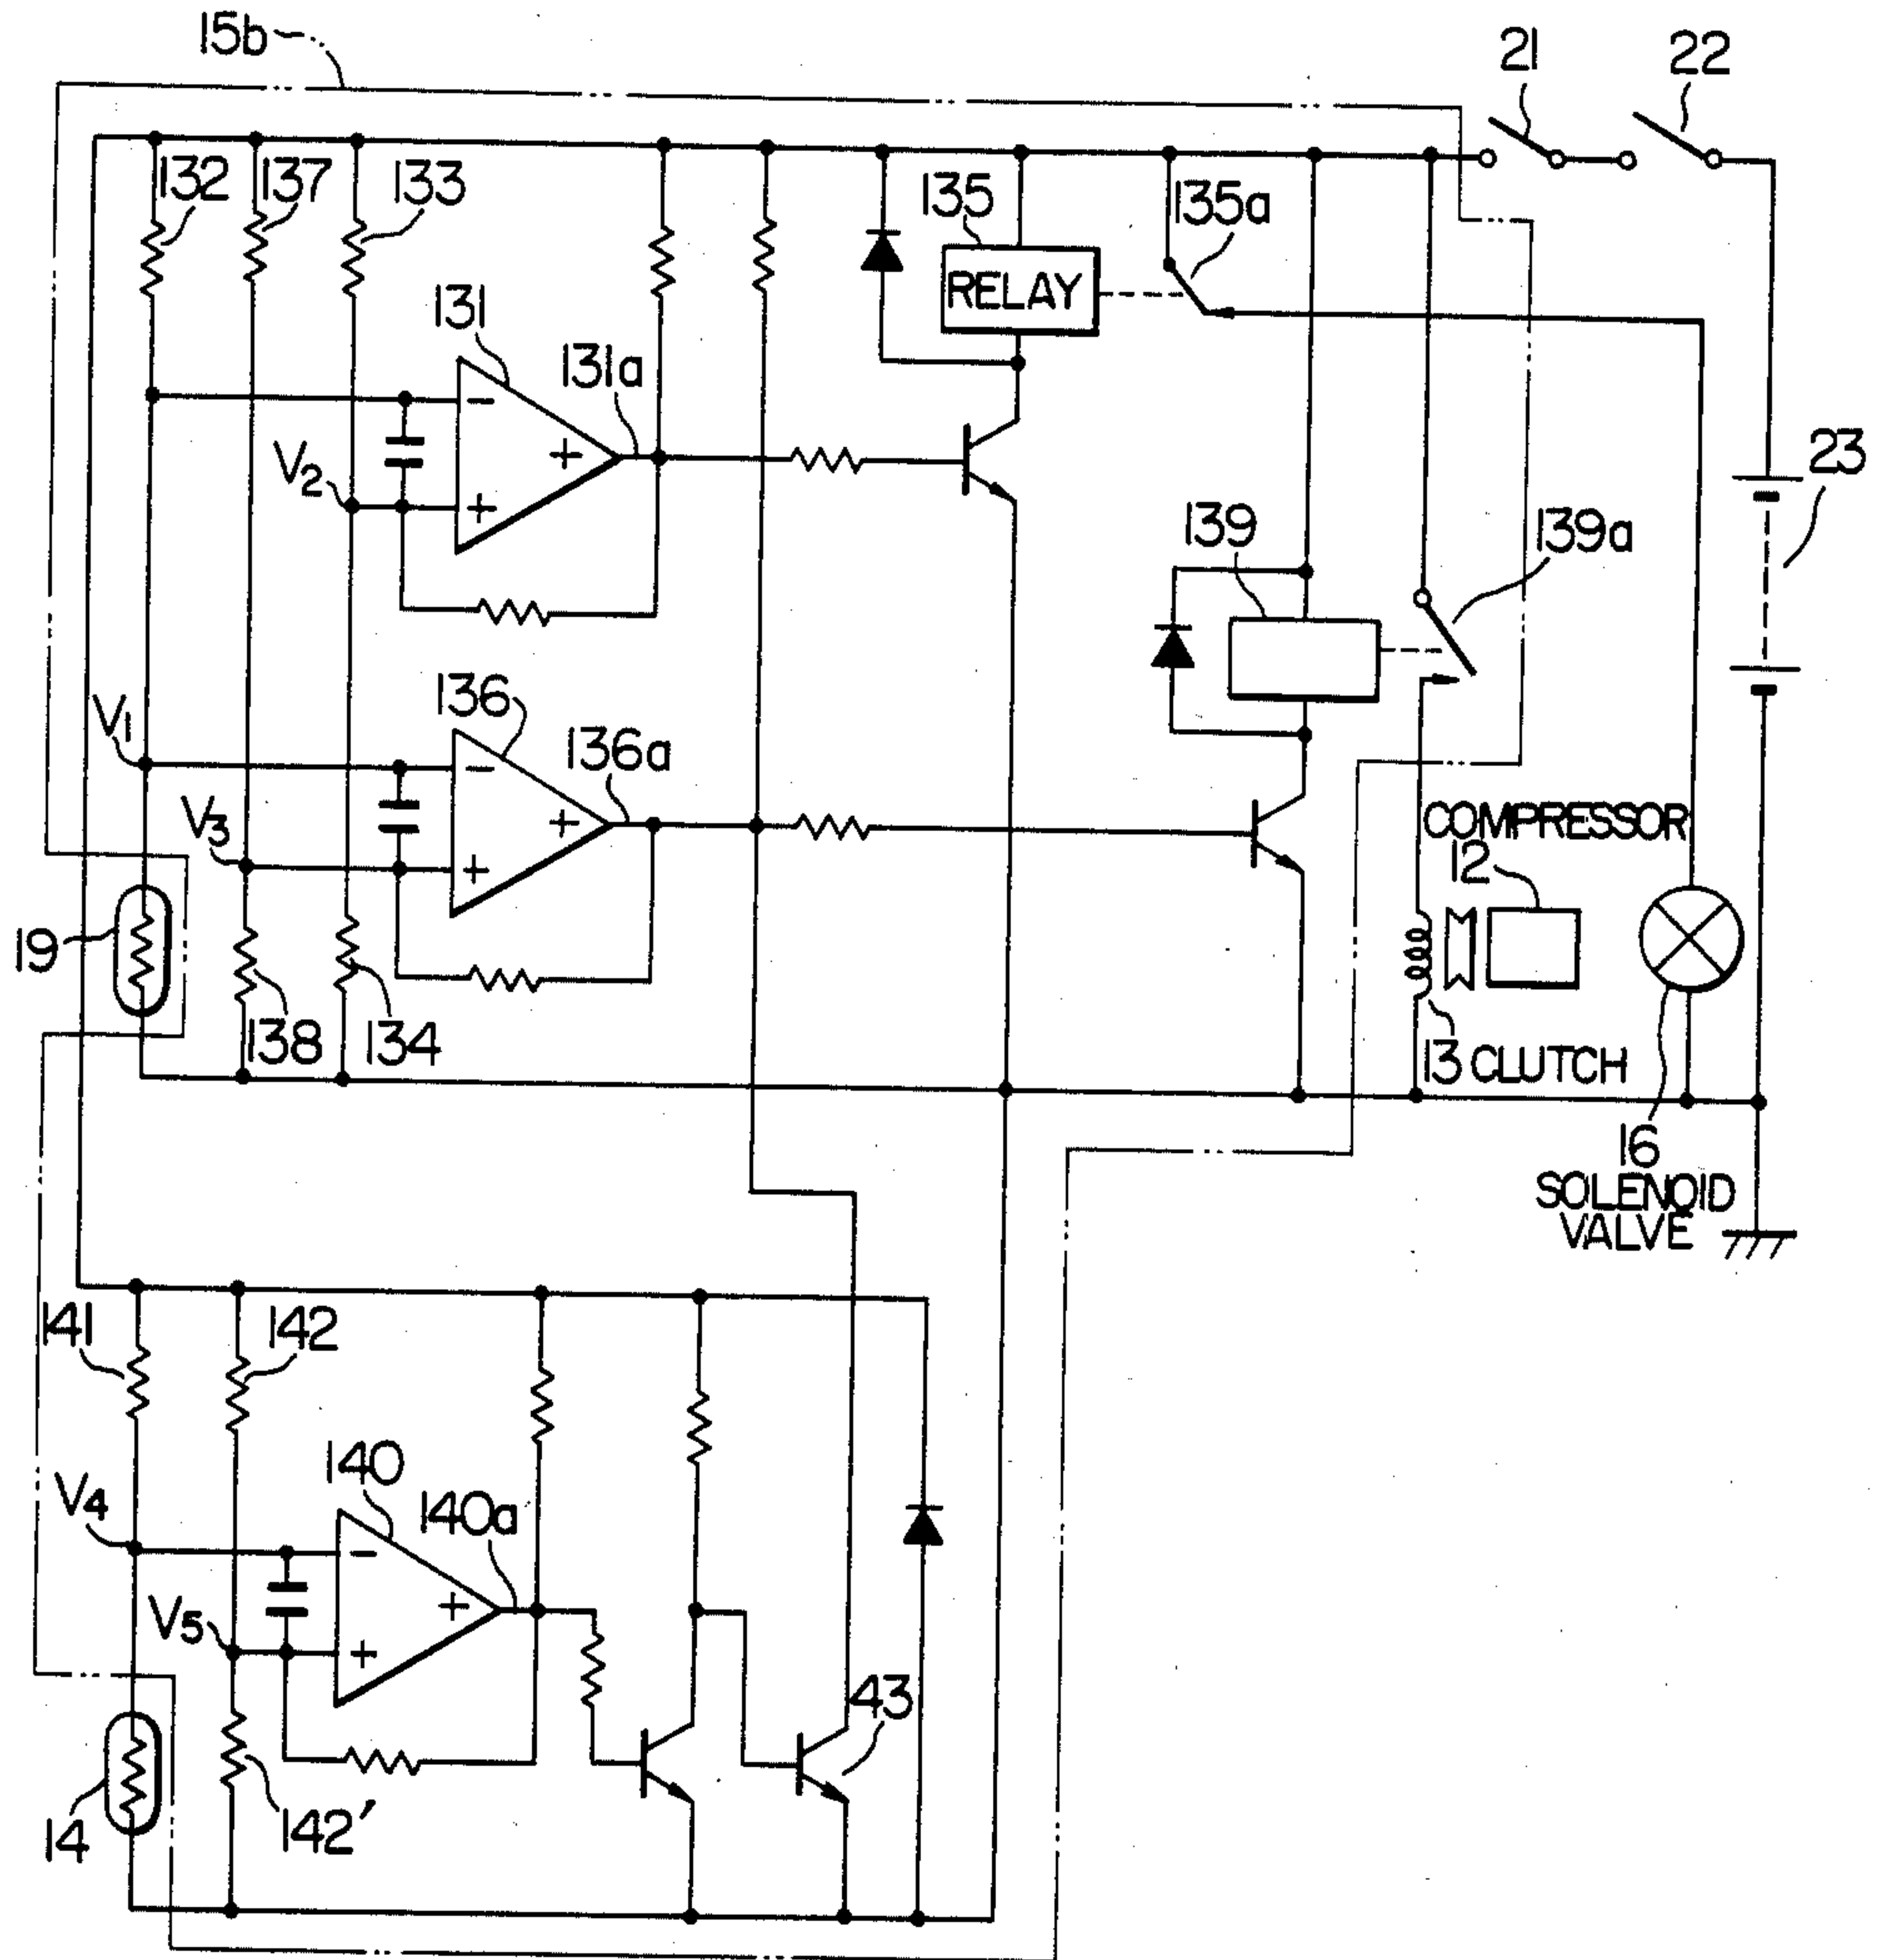 15b
21
22
132
137
133
135
135a
RELAY
131
131a
-
+
+
V2
23
139
139a
136
136a
V1
-
+
+
V3
COMPRESSOR
12
19
138
134
13 CLUTCH
16
SOLENOID
VALVE
141
142
140
140a
V4
-
+
+
V5
43
14
142'